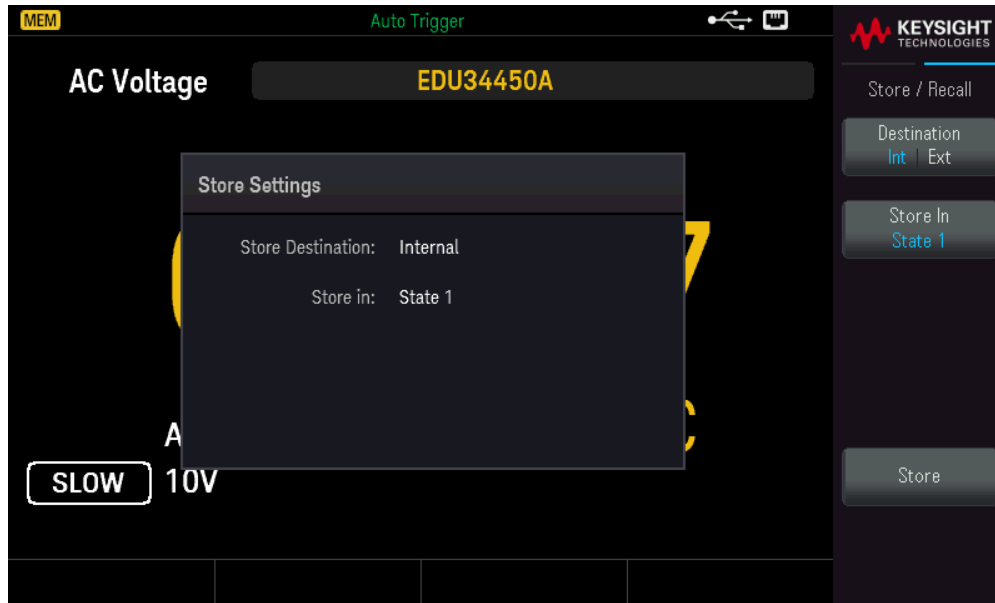 MEM
Auto Trigger
KEYSIGHT
TECHNOLOGIES
AC Voltage
EDU34450A
Store / Recall
Destination
Int | Ext
Store Settings
Store Destination: Internal
Store in: State 1
Store In
State 1
7
A
C
SLOW
10V
Store